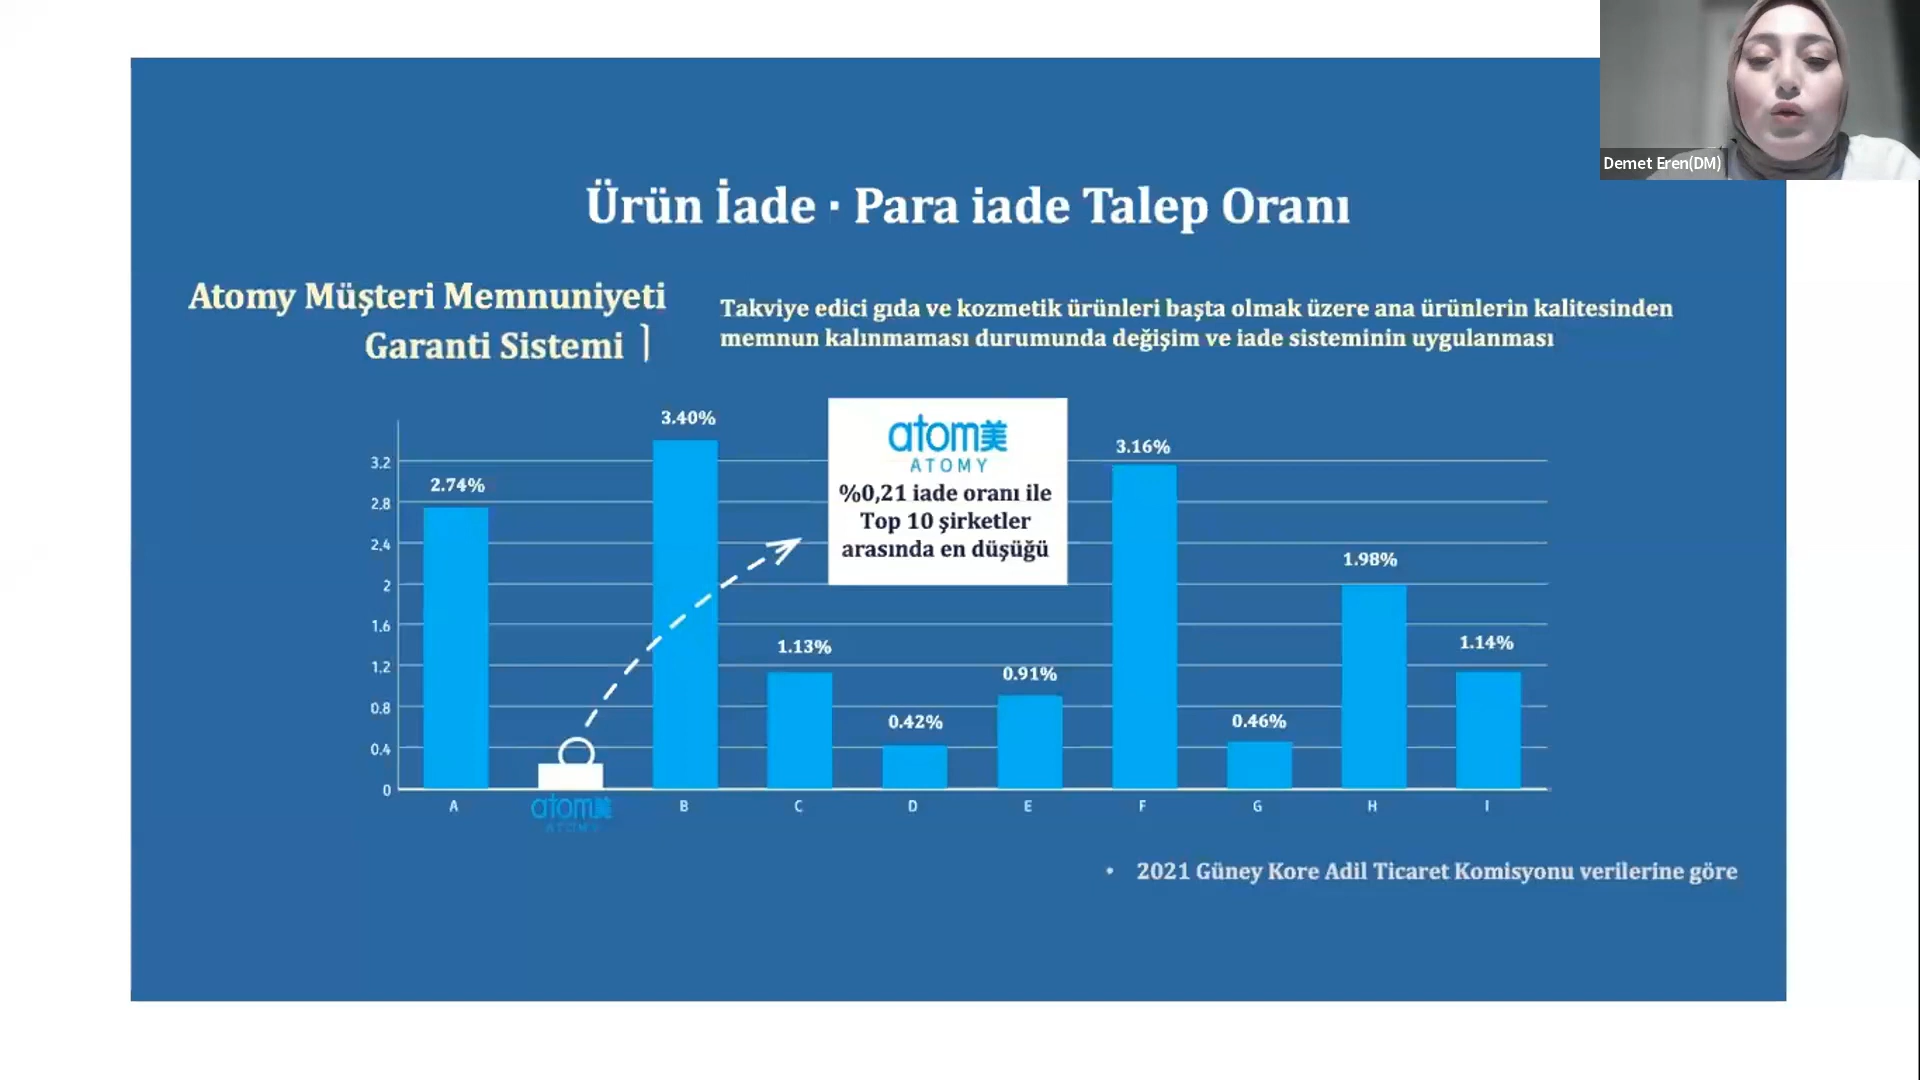 Demet Eren(DM)
Ürün İade · Para iade Talep Oranı
Atomy Müşteri Memnuniyeti
Garanti Sistemi
Takviye edici gıda ve kozmetik ürünleri başta olmak üzere ana ürünlerin kalitesinden
memnun kalınmaması durumunda değişim ve iade sisteminin uygulanması
atom美
ATOMY
%0,21 iade oranı ile
Top 10 şirketler
arasında en düşüğü
3.2
2.8
2.4
2
1.6
1.2
0.8
0.4
0
2.74%
3.40%
1.13%
0.42%
0.91%
3.16%
0.46%
1.98%
1.14%
A
atom美
ATOMY
B
C
D
E
F
G
H
I
• 2021 Güney Kore Adil Ticaret Komisyonu verilerine göre